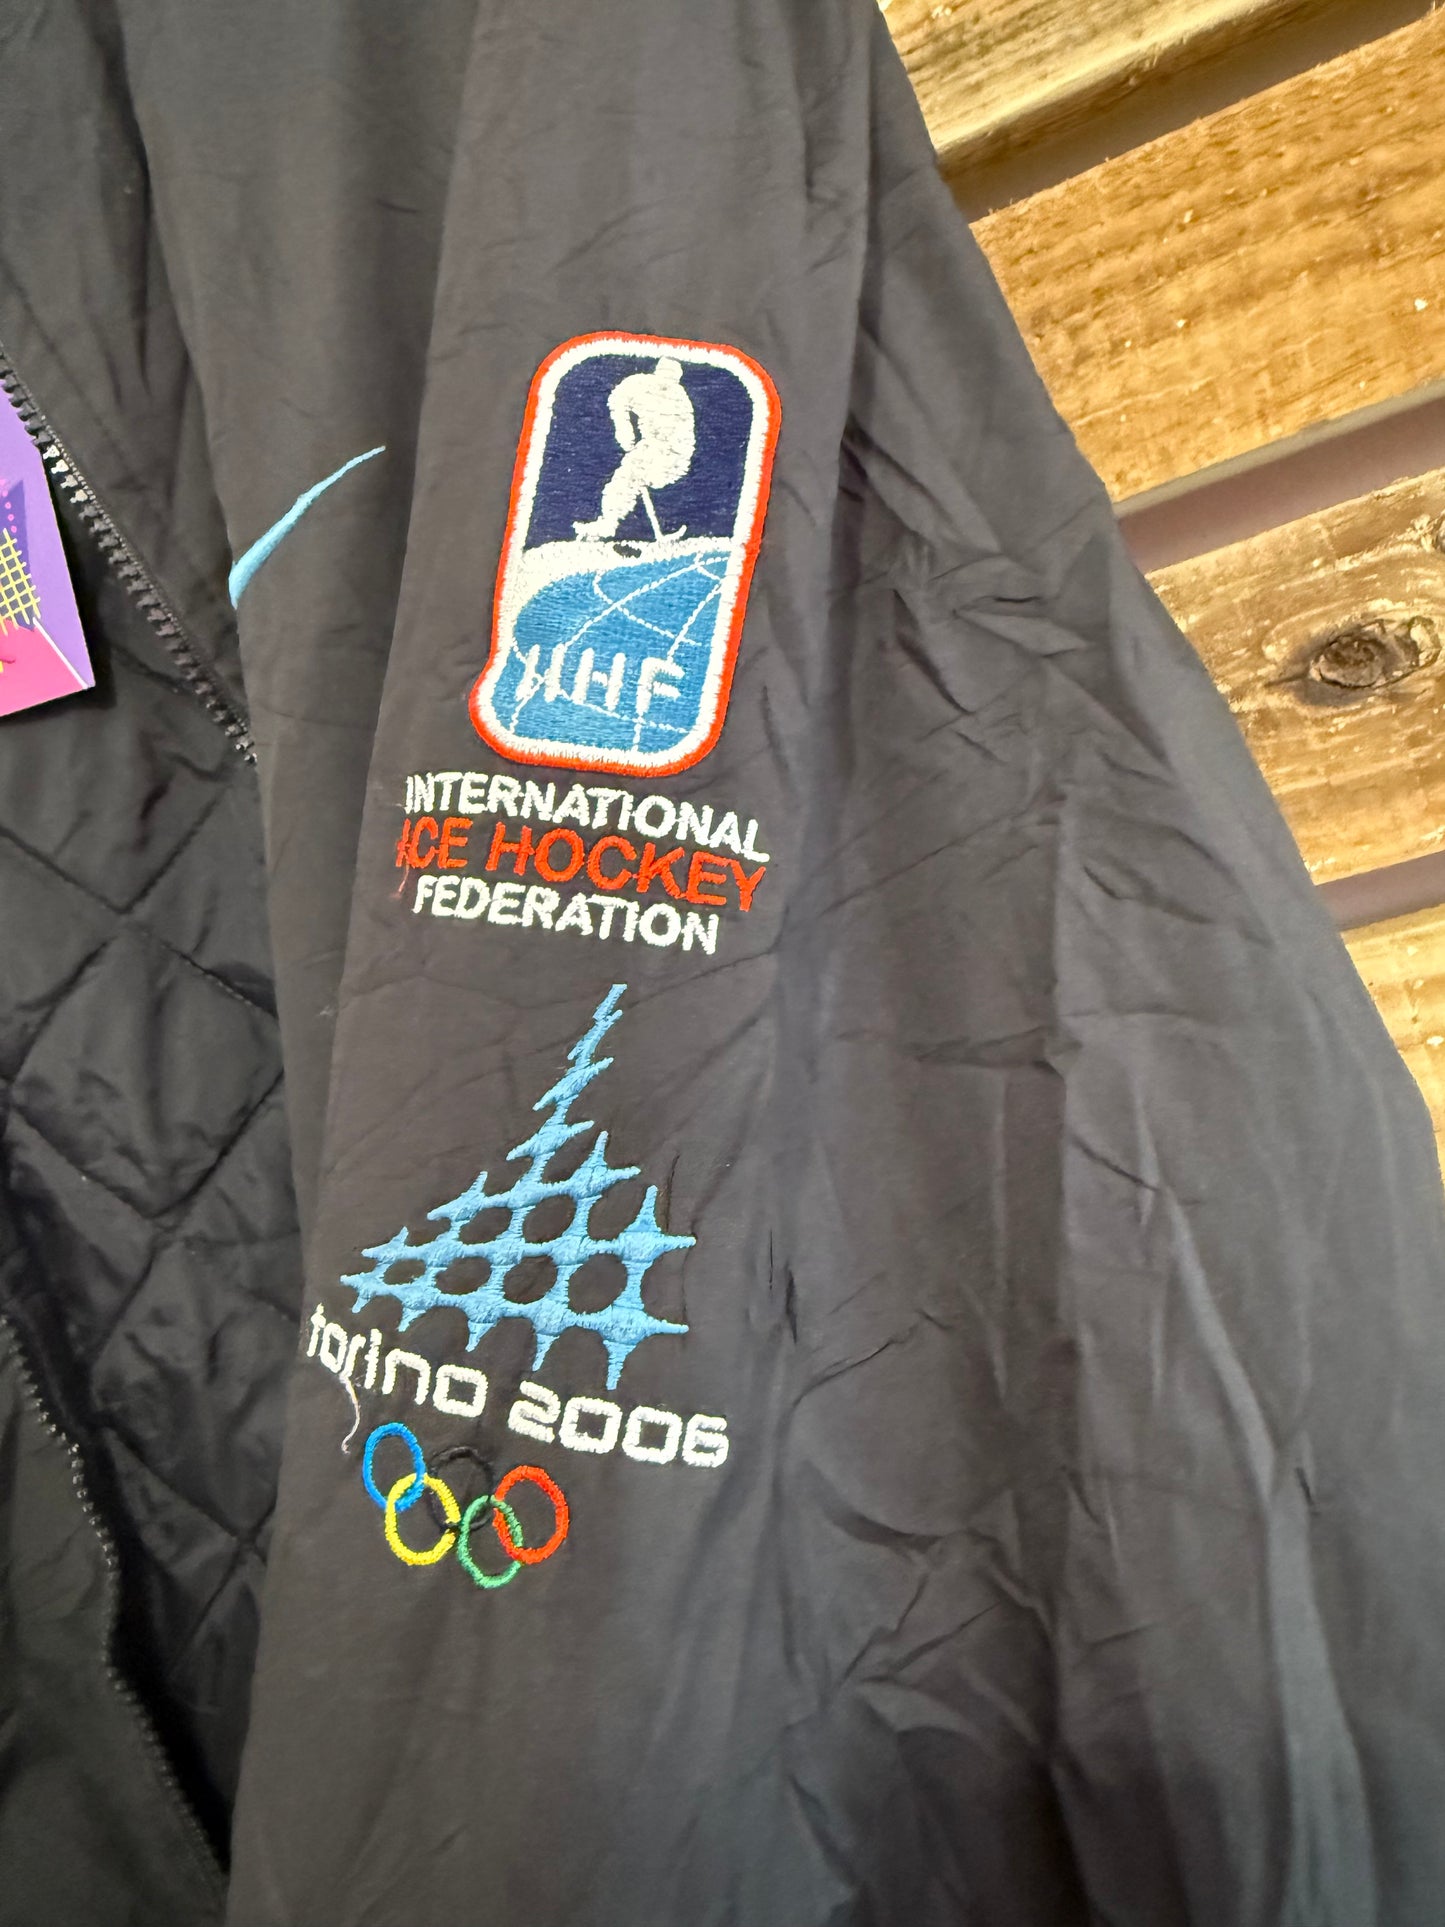 IIHF
INTERNATIONAL
ICE HOCKEY
FEDERATION
torino 2006